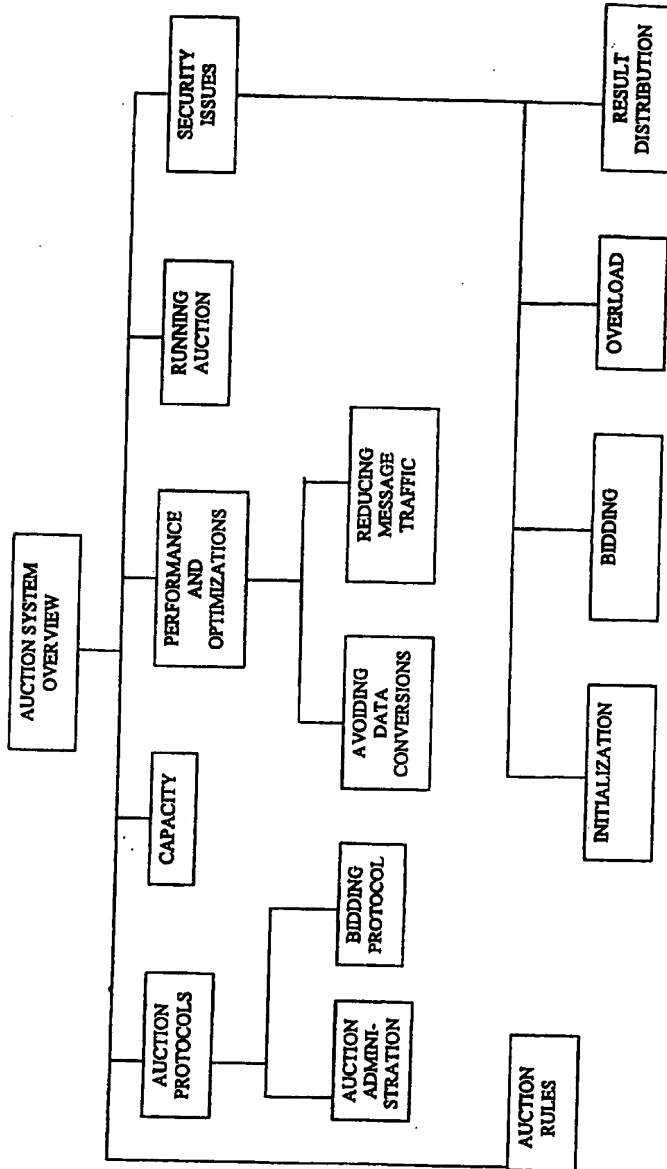 AUCTION SYSTEM
OVERVIEW
AUCTION
PROTOCOLS
CAPACITY
PERFORMANCE
AND
OPTIMIZATIONS
RUNNING
AUCTION
SECURITY
ISSUES
AUCTION
ADMINI-
STRATION
BIDDING
PROTOCOL
AVOIDING
DATA
CONVERSIONS
REDUCING
MESSAGE
TRAFFIC
AUCTION
RULES
INITIALIZATION
BIDDING
OVERLOAD
RESULT
DISTRIBUTION